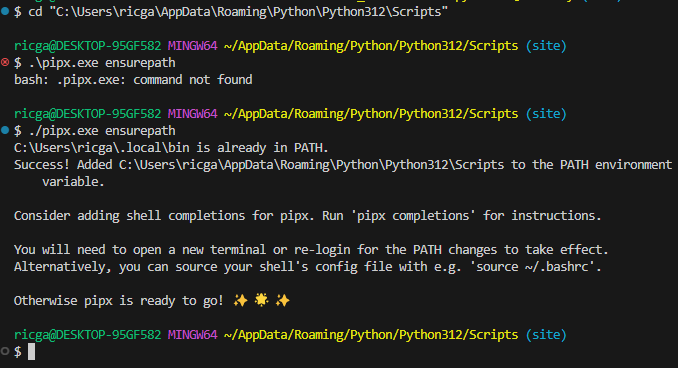 $ cd "C:\Users\ricga\AppData\Roaming\Python\Python312\Scripts"
ricga@DESKTOP-95GF582 MINGW64 ~/AppData/Roaming/Python/Python312/Scripts (site)
$ .\pipx.exe ensurepath
bash: .pipx.exe: command not found
ricga@DESKTOP-95GF582 MINGW64 ~/AppData/Roaming/Python/Python312/Scripts (site)
$ ./pipx.exe ensurepath
C:\Users\ricga\.local\bin is already in PATH.
Success! Added C:\Users\ricga\AppData\Roaming\Python\Python312\Scripts to the PATH environment
variable.
Consider adding shell completions for pipx. Run 'pipx completions' for instructions.
You will need to open a new terminal or re-login for the PATH changes to take effect.
Alternatively, you can source your shell's config file with e.g. 'source ~/.bashrc'.
Otherwise pipx is ready to go! ✨ 🌟 ✨
ricga@DESKTOP-95GF582 MINGW64 ~/AppData/Roaming/Python/Python312/Scripts (site)
$